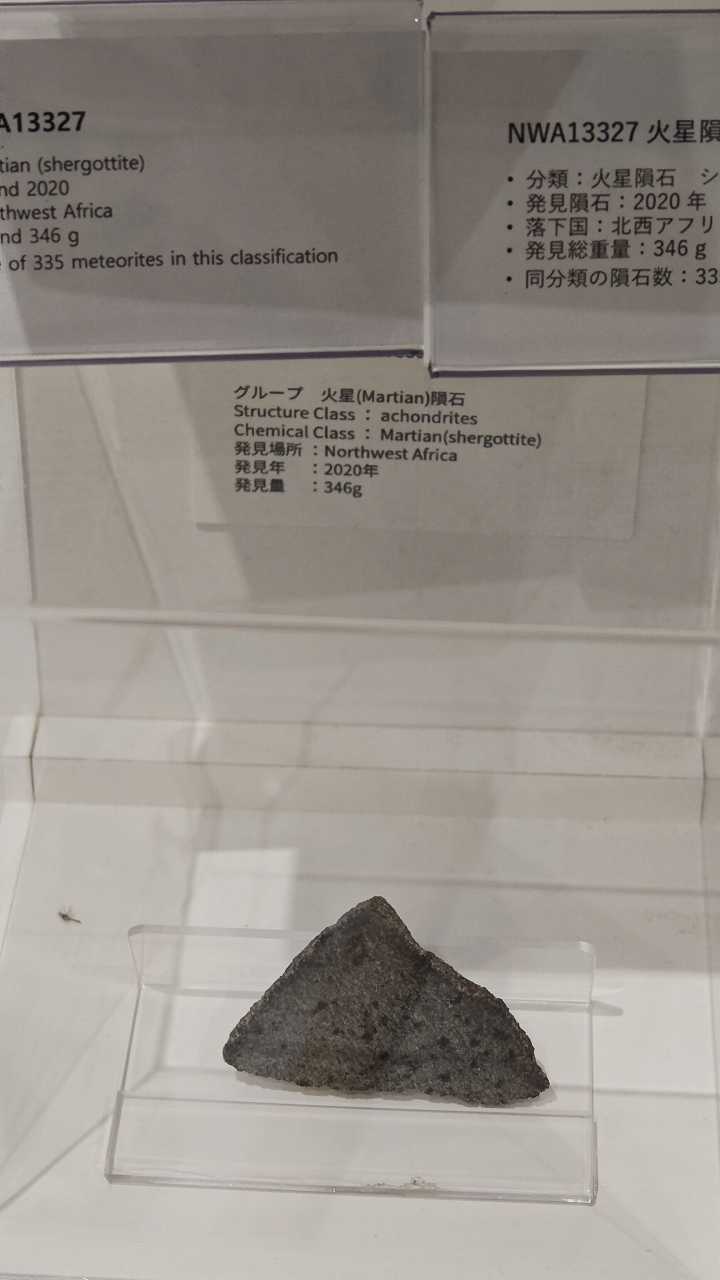 A13327
tian (shergottite)
nd 2020
thwest Africa
nd 346 g
of 335 meteorites in this classification
NWA13327 火星隕
• 分類：火星隕石　シ
• 発見隕石：2020 年
• 落下国：北西アフリ
• 発見総重量：346 g
• 同分類の隕石数：33
グループ　火星(Martian)隕石
Structure Class ： achondrites
Chemical Class ： Martian(shergottite)
発見場所 ：Northwest Africa
発見年　：2020年
発見量　：346g